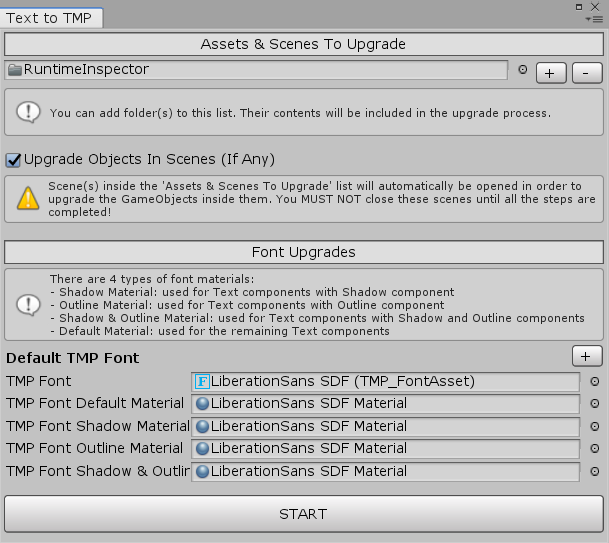 Text to TMP
Assets & Scenes To Upgrade
RuntimeInspector
+ -
You can add folder(s) to this list. Their contents will be included in the upgrade process.
Upgrade Objects In Scenes (If Any)
Scene(s) inside the 'Assets & Scenes To Upgrade' list will automatically be opened in order to
upgrade the GameObjects inside them. You MUST NOT close these scenes until all the steps are
completed!
Font Upgrades
There are 4 types of font materials:
- Shadow Material: used for Text components with Shadow component
- Outline Material: used for Text components with Outline component
- Shadow & Outline Material: used for Text components with Shadow and Outline components
- Default Material: used for the remaining Text components
Default TMP Font +
TMP Font F LiberationSans SDF (TMP_FontAsset)
TMP Font Default Material LiberationSans SDF Material
TMP Font Shadow Material LiberationSans SDF Material
TMP Font Outline Material LiberationSans SDF Material
TMP Font Shadow & Outlin LiberationSans SDF Material
START